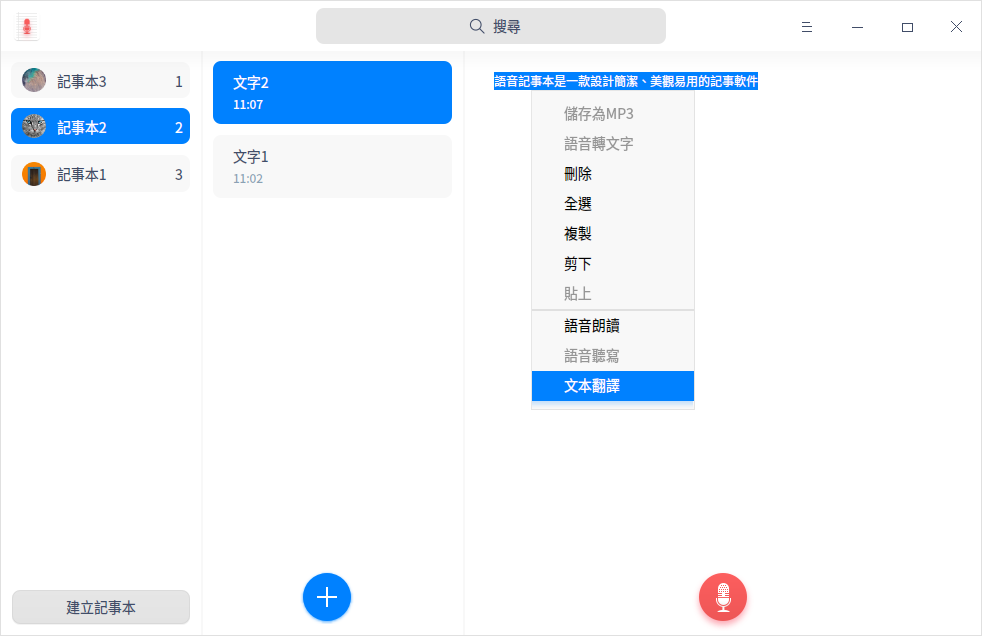 搜尋
記事本3 1
記事本2 2
記事本1 3
建立記事本
文字2
11:07
文字1
11:02
語音記事本是一款設計簡潔、美觀易用的記事軟件
儲存為MP3
語音轉文字
刪除
全選
複製
剪下
貼上
語音朗讀
語音聽寫
文本翻譯